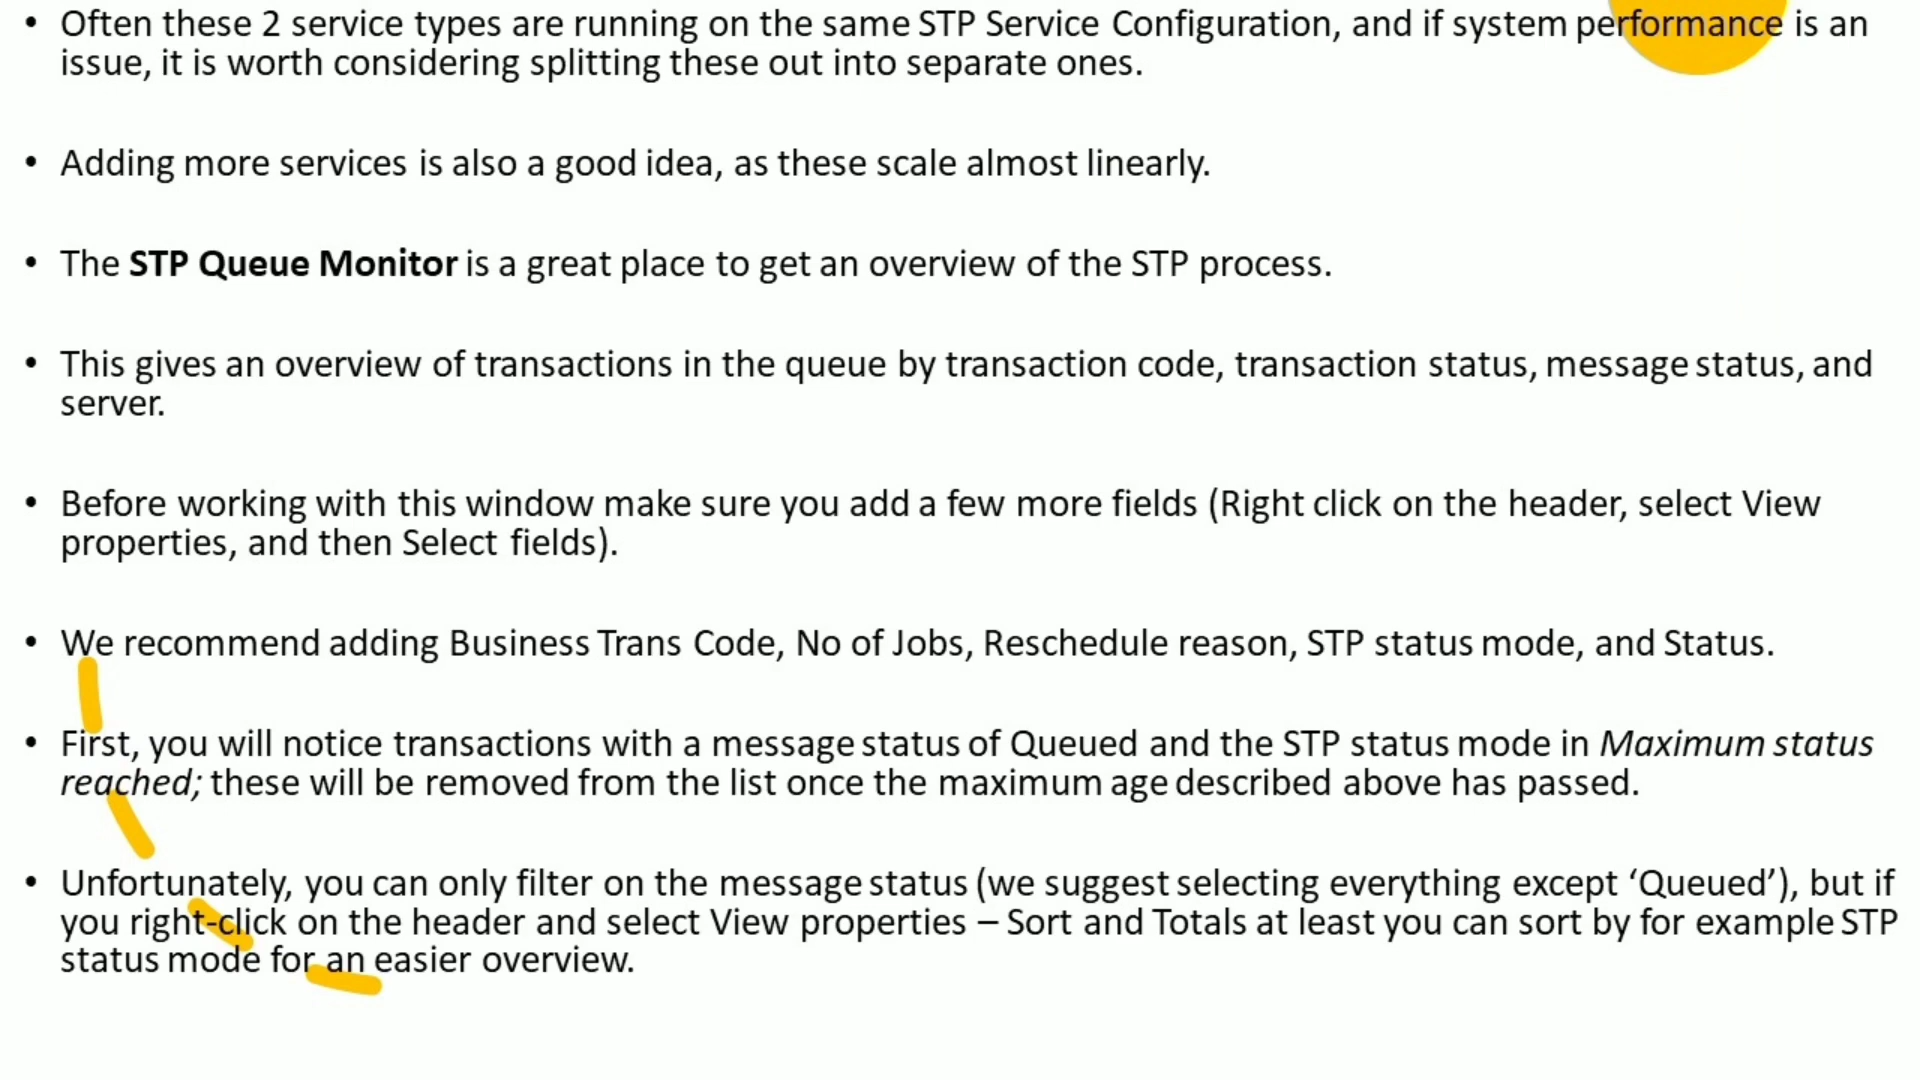 • Often these 2 service types are running on the same STP Service Configuration, and if system performance is an
issue, it is worth considering splitting these out into separate ones.
• Adding more services is also a good idea, as these scale almost linearly.
• The STP Queue Monitor is a great place to get an overview of the STP process.
• This gives an overview of transactions in the queue by transaction code, transaction status, message status, and
server.
• Before working with this window make sure you add a few more fields (Right click on the header, select View
properties, and then Select fields).
• We recommend adding Business Trans Code, No of Jobs, Reschedule reason, STP status mode, and Status.
• First, you will notice transactions with a message status of Queued and the STP status mode in Maximum status
reached; these will be removed from the list once the maximum age described above has passed.
• Unfortunately, you can only filter on the message status (we suggest selecting everything except ‘Queued’), but if
you right-click on the header and select View properties – Sort and Totals at least you can sort by for example STP
status mode for an easier overview.